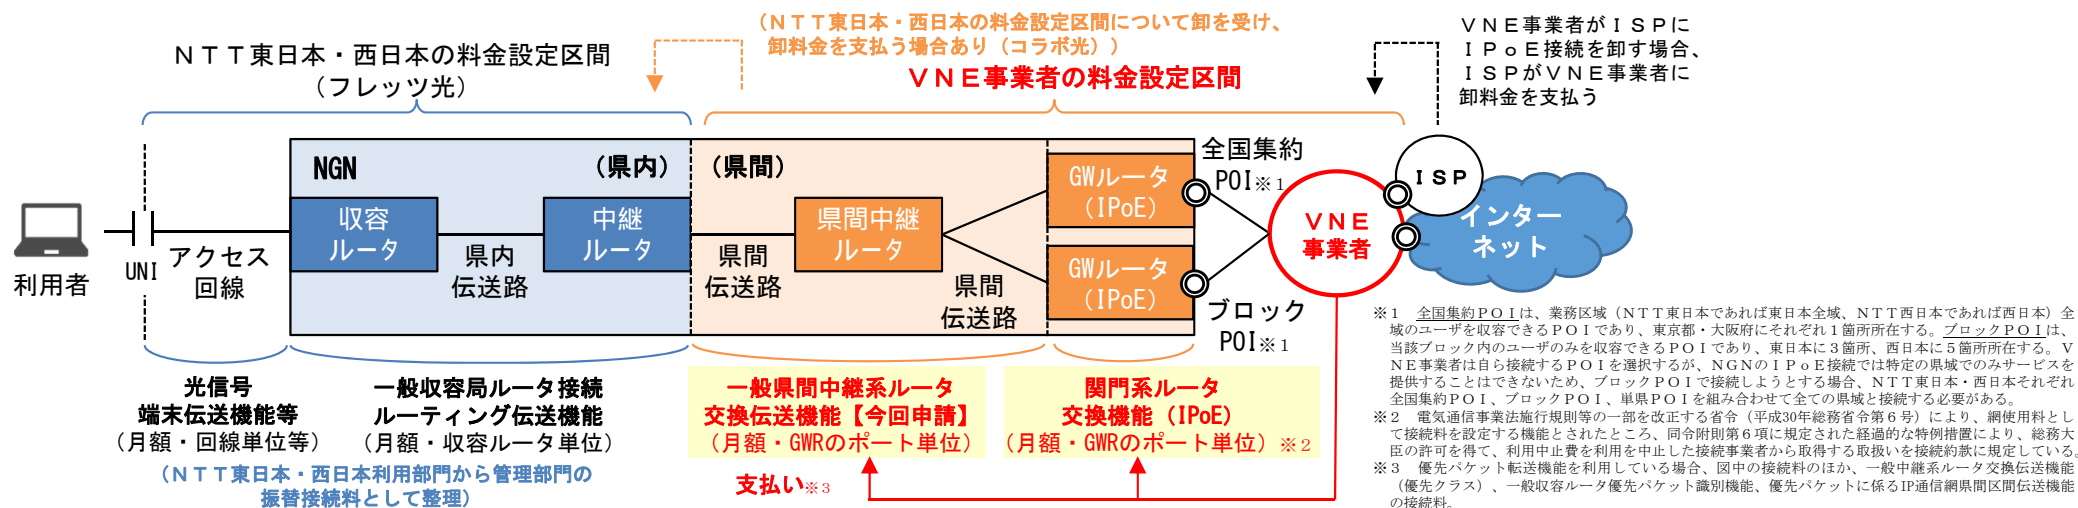 （ＮＴＴ東日本・西日本の料金設定区間について卸を受け、
卸料金を支払う場合あり（コラボ光））
ＶＮＥ事業者がＩＳＰに
ＩＰｏＥ接続を卸す場合、
ＩＳＰがＶＮＥ事業者に
卸料金を支払う
ＮＴＴ東日本・西日本の料金設定区間
（フレッツ光）
ＶＮＥ事業者の料金設定区間
NGN
（県内）
（県間）
利用者
UNI
アクセス
回線
収容
ルータ
県内
伝送路
中継
ルータ
県間
伝送路
県間中継
ルータ
県間
伝送路
GWルータ
（IPoE）
GWルータ
（IPoE）
全国集約
POI※１
ブロック
POI※１
ＶＮＥ
事業者
ＩＳＰ
インター
ネット
光信号
端末伝送機能等
（月額・回線単位等）
一般収容局ルータ接続
ルーティング伝送機能
（月額・収容ルータ単位）
（ＮＴＴ東日本・西日本利用部門から管理部門の
振替接続料として整理）
一般県間中継系ルータ
交換伝送機能【今回申請】
（月額・GWRのポート単位）
関門系ルータ
交換機能（IPoE）
（月額・GWRのポート単位）※２
支払い※３
※１　全国集約ＰＯＩは、業務区域（ＮＴＴ東日本であれば東日本全域、ＮＴＴ西日本であれば西日本）全
域のユーザを収容できるＰＯＩであり、東京都・大阪府にそれぞれ１箇所所在する。ブロックＰＯＩは、
当該ブロック内のユーザのみを収容できるＰＯＩであり、東日本に３箇所、西日本に５箇所所在する。Ｖ
ＮＥ事業者は自ら接続するＰＯＩを選択するが、ＮＧＮのＩＰｏＥ接続では特定の県域でのみサービスを
提供することはできないため、ブロックＰＯＩで接続しようとする場合、ＮＴＴ東日本・西日本それぞれ
全国集約ＰＯＩ、ブロックＰＯＩ、単県ＰＯＩを組み合わせて全ての県域と接続する必要がある。
※２　電気通信事業法施行規則等の一部を改正する省令（平成30年総務省令第６号）により、網使用料とし
て接続料を設定する機能とされたところ、同令附則第６項に規定された経過的な特例措置により、総務大
臣の許可を得て、利用中止費を利用を中止した接続事業者から取得する取扱いを接続約款に規定している。
※３　優先パケット転送機能を利用している場合、図中の接続料のほか、一般中継系ルータ交換伝送機能
（優先クラス）、一般収容ルータ優先パケット識別機能、優先パケットに係るIP通信網県間区間伝送機能
の接続料。